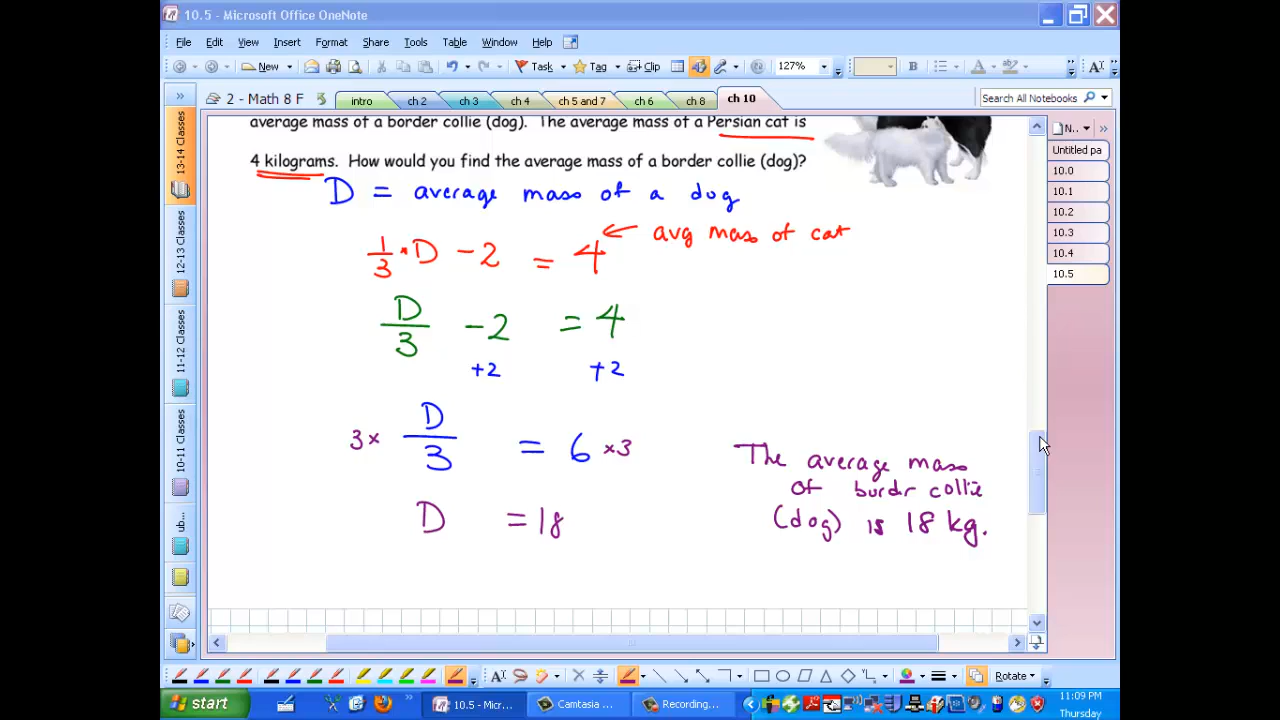 10.5 - Microsoft Office OneNote
File Edit View Insert Format Share Tools Table Window Help
New Task Tag Clip 127% B A A
2 - Math 8 F intro ch 2 ch 3 ch 4 ch 5 and 7 ch 6 ch 8 ch 10 Search All Notebooks
13-14 Classes
12-13 Classes
11-12 Classes
10-11 Classes
ub...
average mass of a border collie (dog). The average mass of a Persian cat is
4 kilograms. How would you find the average mass of a border collie (dog)?
D = average mass of a dog
1/3 • D - 2 = 4 ← avg mass of cat
D/3 - 2 = 4
+2 +2
3 × D/3 = 6 × 3
D = 18
The average mass
of bordr collie
(dog) is 18 kg.
N...
Untitled pa
10.0
10.1
10.2
10.3
10.4
10.5
A Rotate
start 10.5 - Micr... Camtasia ... Recording... 11:09 PM
Thursday